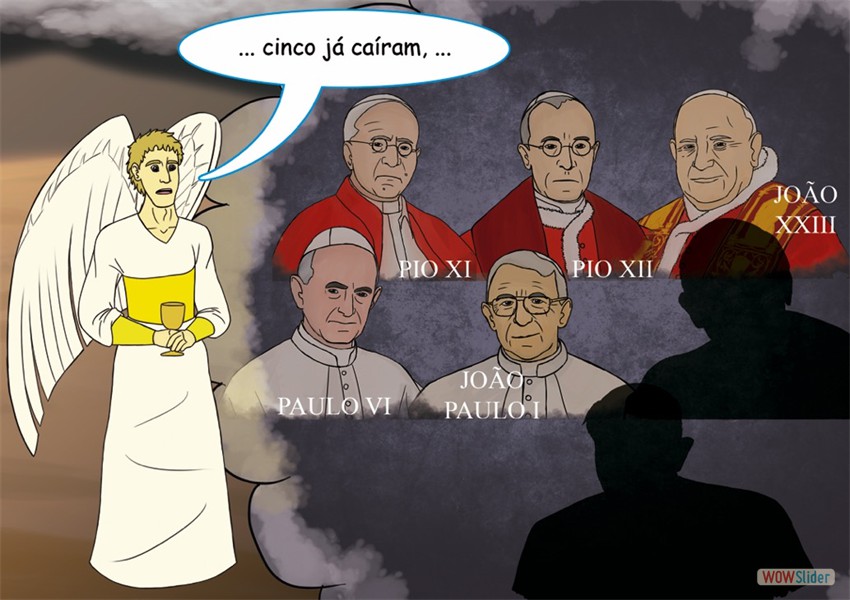 ... cinco já caíram, ...
PIO XI
PIO XII
JOÃO
XXIII
PAULO VI
JOÃO
PAULO I
WOWSlider